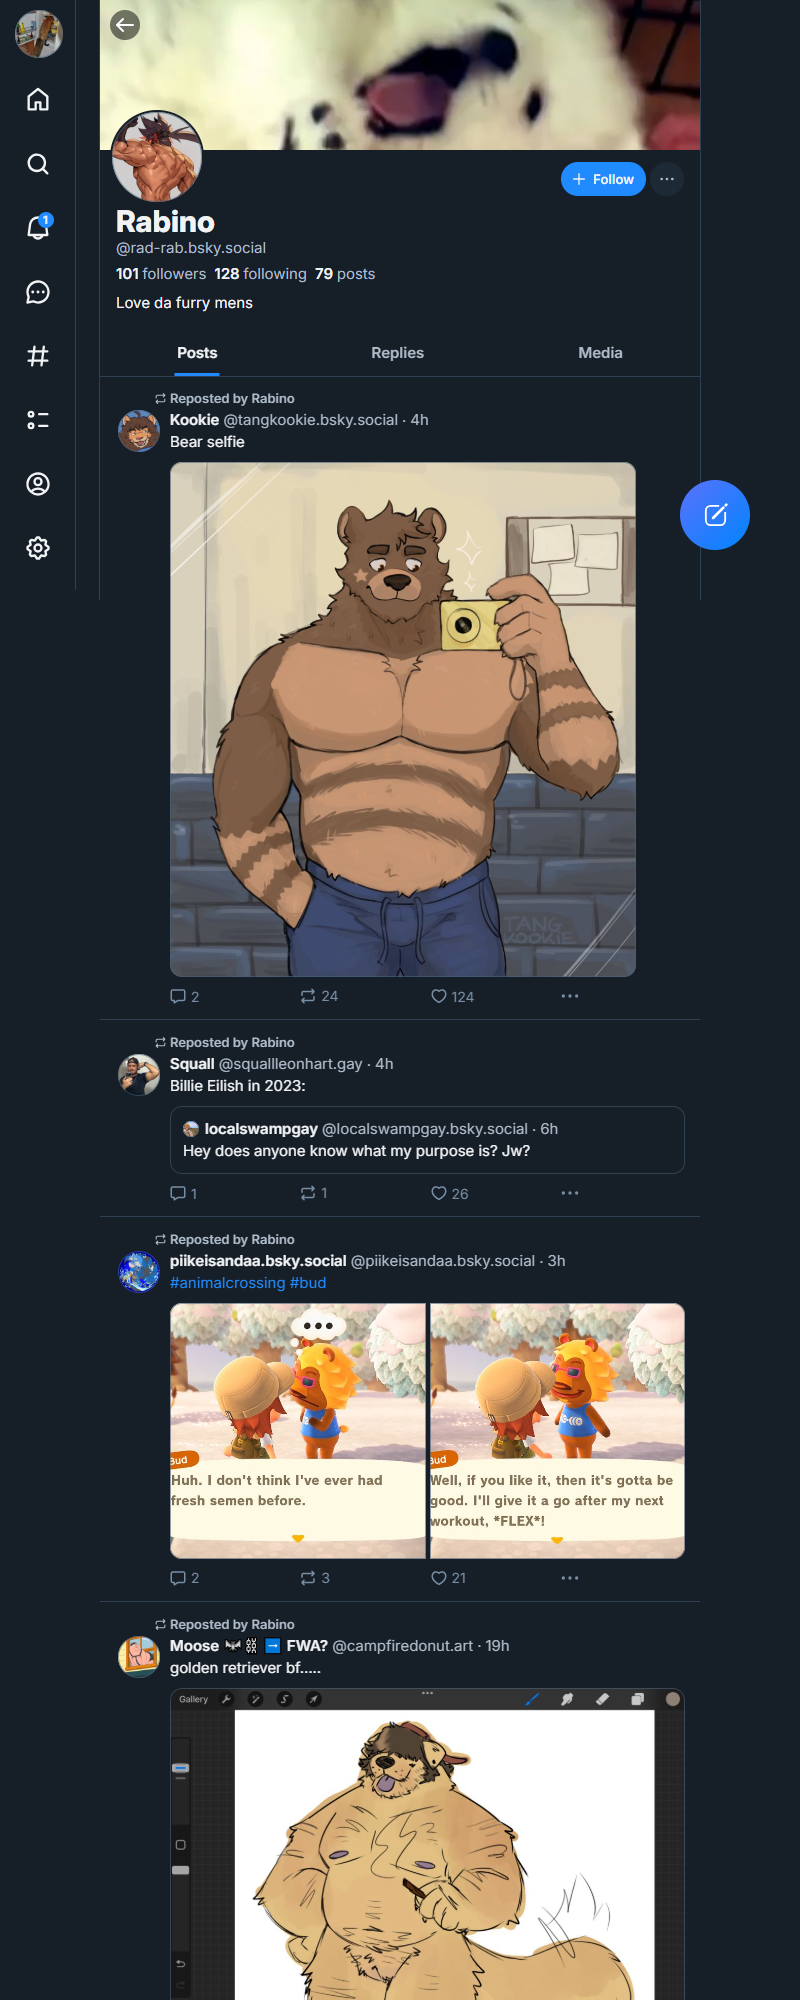 1
+ Follow
Rabino
@rad-rab.bsky.social
101 followers 128 following 79 posts
Love da furry mens
Posts Replies Media
Reposted by Rabino
Kookie @tangkookie.bsky.social · 4h
Bear selfie
TANG
KOOKIE
2 24 124
Reposted by Rabino
Squall @squallleonhart.gay · 4h
Billie Eilish in 2023:
localswampgay @localswampgay.bsky.social · 6h
Hey does anyone know what my purpose is? Jw?
1 1 26
Reposted by Rabino
piikeisandaa.bsky.social @piikeisandaa.bsky.social · 3h
#animalcrossing #bud
Bud
Huh. I don't think I've ever had
fresh semen before.
Bud
Well, if you like it, then it's gotta be
good. I'll give it a go after my next
workout, *FLEX*!
2 3 21
Reposted by Rabino
Moose FWA? @campfiredonut.art · 19h
golden retriever bf.....
Gallery